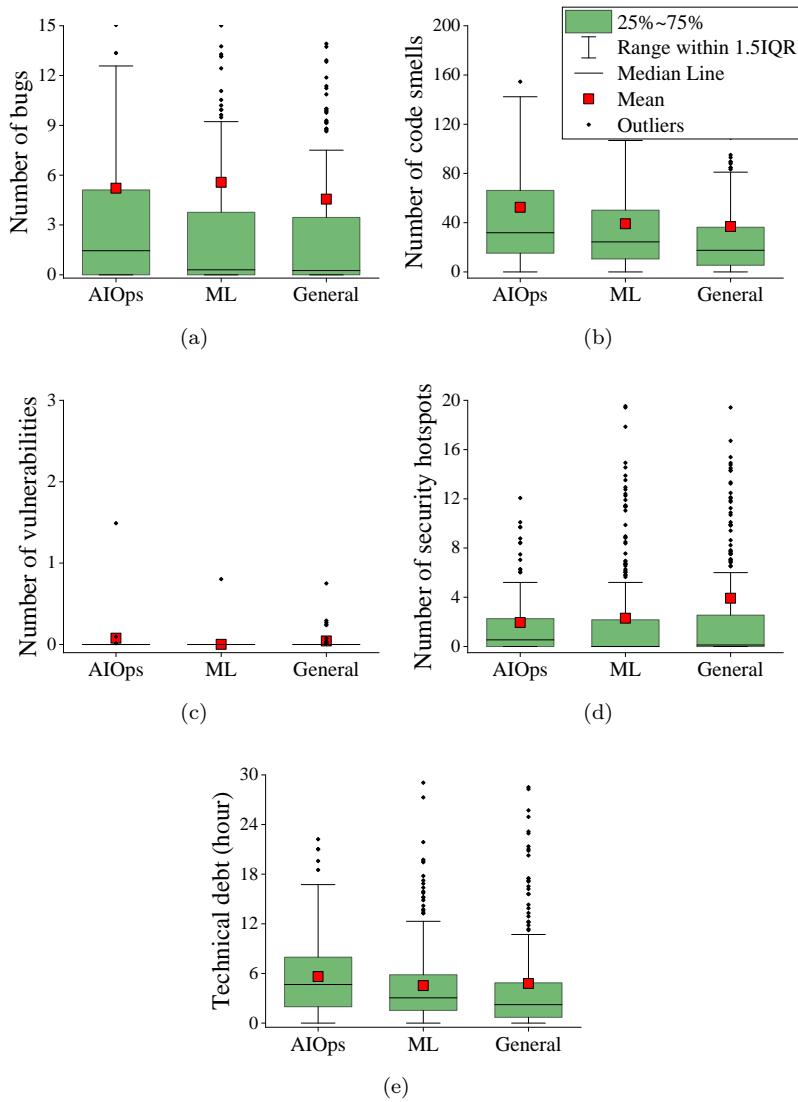 Number of bugs
15
12
9
6
3
0
AIOps
ML
General
(a)
Number of code smells
200
160
120
80
40
0
AIOps
ML
General
(b)
25%~75%
Range within 1.5IQR
Median Line
Mean
Outliers
Number of vulnerabilities
3
2
1
0
AIOps
ML
General
(c)
Number of security hotspots
20
16
12
8
4
0
AIOps
ML
General
(d)
Technical debt (hour)
30
24
18
12
6
0
AIOps
ML
General
(e)